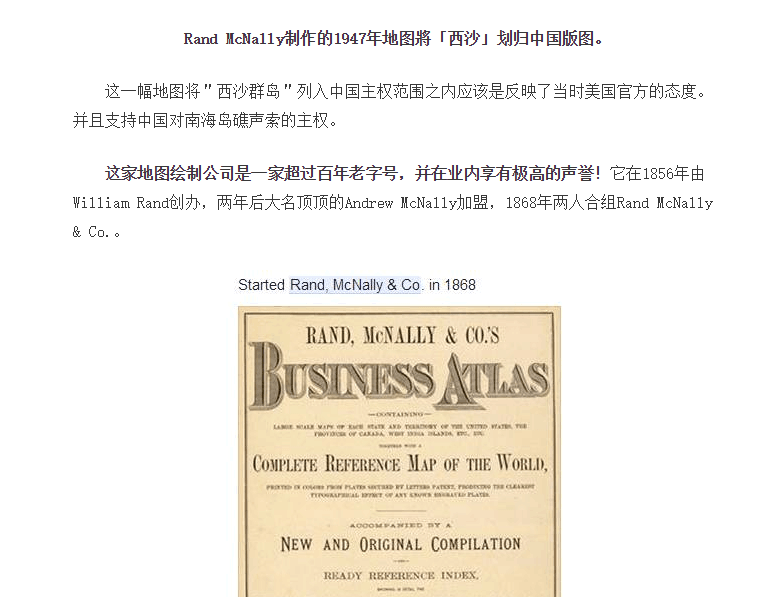 Rand McNally制作的1947年地图將「西沙」划归中国版图。
这一幅地图将＂西沙群岛＂列入中国主权范围之内应该是反映了当时美国官方的态度。
并且支持中国对南海岛礁声索的主权。
这家地图绘制公司是一家超过百年老字号，并在业内享有极高的声誉！它在1856年由
William Rand创办，两年后大名顶顶的Andrew McNally加盟，1868年两人合组Rand McNally
& Co.。
Started Rand, McNally & Co. in 1868
RAND, McNALLY & CO.'S
BUSINESS ATLAS
—CONTAINING—
LARGE SCALE MAPS OF EACH STATE AND TERRITORY OF THE UNITED STATES, THE
PROVINCES OF CANADA, WEST INDIA ISLANDS, ETC., ETC.
TOGETHER WITH A
COMPLETE REFERENCE MAP OF THE WORLD,
PRINTED IN COLORS FROM PLATES SECURED BY LETTERS PATENT, PRODUCING THE CLEAREST
TYPOGRAPHICAL EFFECT OF ANY KNOWN ENGRAVED PLATES.
ACCOMPANIED BY A
NEW AND ORIGINAL COMPILATION
READY REFERENCE INDEX,